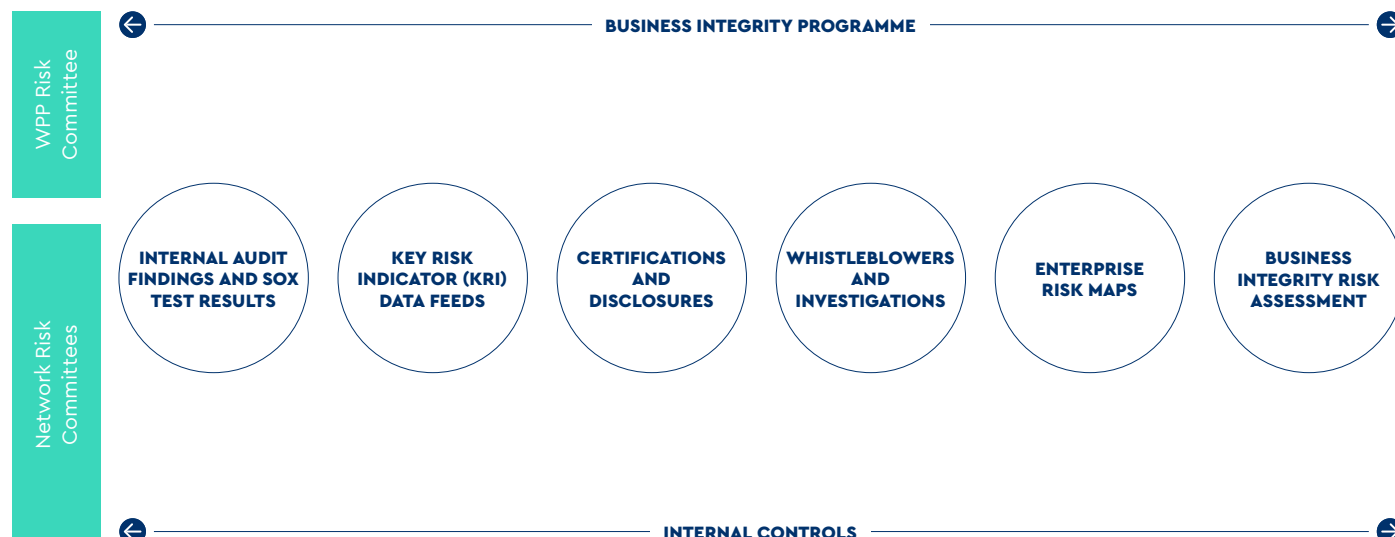 BUSINESS INTEGRITY PROGRAMME
WPP Risk
Committee
Network Risk
Committees
INTERNAL AUDIT
FINDINGS AND SOX
TEST RESULTS
KEY RISK
INDICATOR (KRI)
DATA FEEDS
CERTIFICATIONS
AND
DISCLOSURES
WHISTLEBLOWERS
AND
INVESTIGATIONS
ENTERPRISE
RISK MAPS
BUSINESS
INTEGRITY RISK
ASSESSMENT
INTERNAL CONTROLS